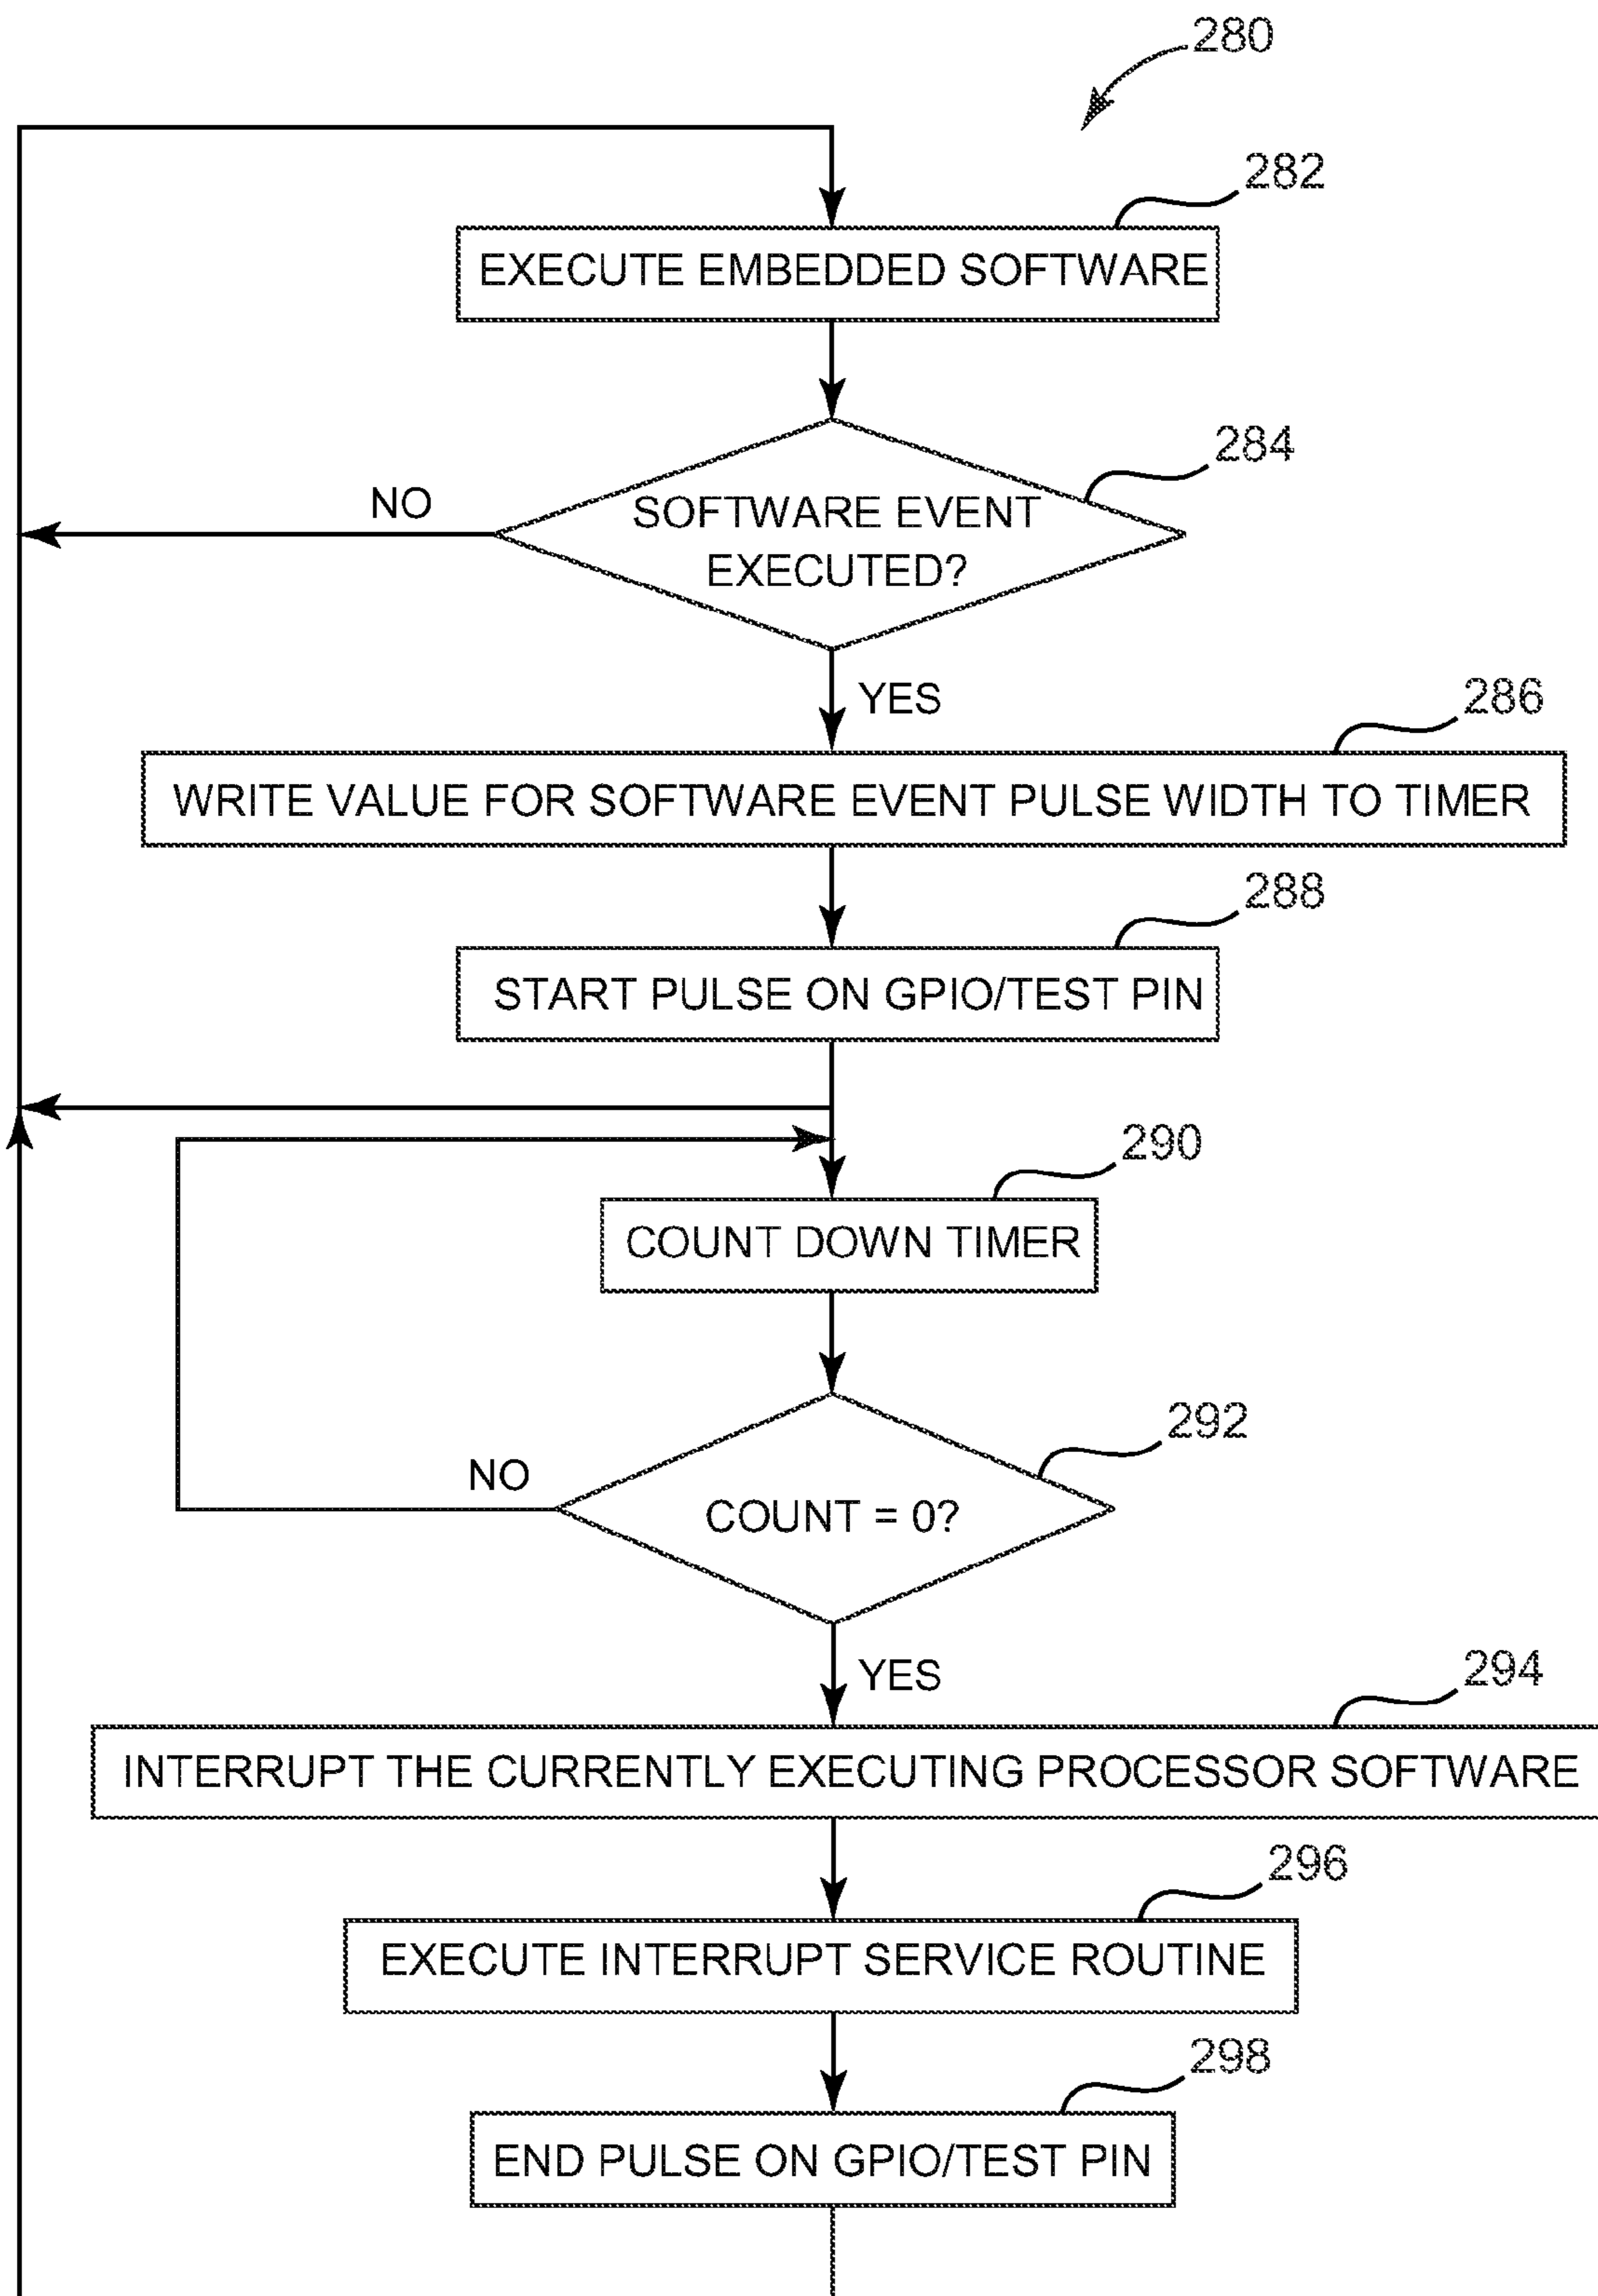 280
282
EXECUTE EMBEDDED SOFTWARE
284
NO
SOFTWARE EVENT
EXECUTED?
YES
286
WRITE VALUE FOR SOFTWARE EVENT PULSE WIDTH TO TIMER
288
START PULSE ON GPIO/TEST PIN
290
COUNT DOWN TIMER
292
NO
COUNT = 0?
YES
294
INTERRUPT THE CURRENTLY EXECUTING PROCESSOR SOFTWARE
296
EXECUTE INTERRUPT SERVICE ROUTINE
298
END PULSE ON GPIO/TEST PIN